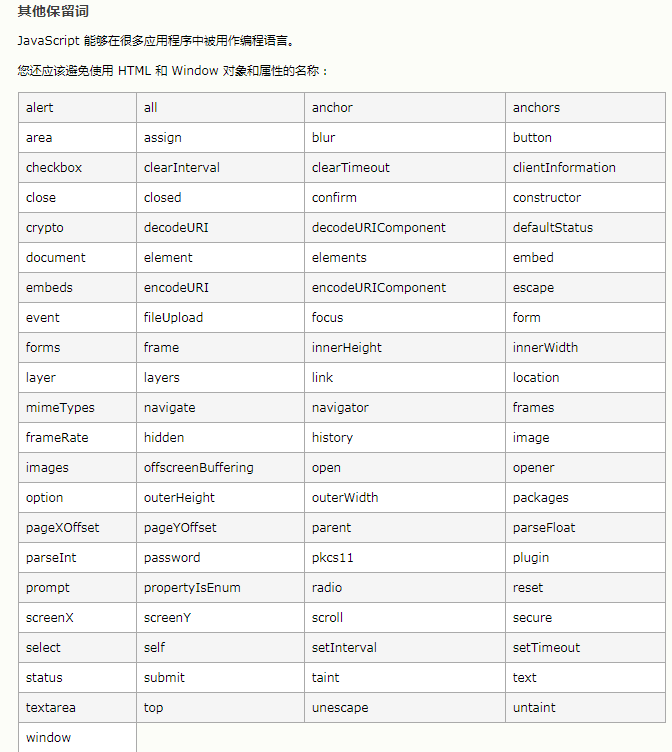 其他保留词
JavaScript 能够在很多应用程序中被用作编程语言。
您还应该避免使用 HTML 和 Window 对象和属性的名称：
alert all anchor anchors
area assign blur button
checkbox clearInterval clearTimeout clientInformation
close closed confirm constructor
crypto decodeURI decodeURIComponent defaultStatus
document element elements embed
embeds encodeURI encodeURIComponent escape
event fileUpload focus form
forms frame innerHeight innerWidth
layer layers link location
mimeTypes navigate navigator frames
frameRate hidden history image
images offscreenBuffering open opener
option outerHeight outerWidth packages
pageXOffset pageYOffset parent parseFloat
parseInt password pkcs11 plugin
prompt propertyIsEnum radio reset
screenX screenY scroll secure
select self setInterval setTimeout
status submit taint text
textarea top unescape untaint
window